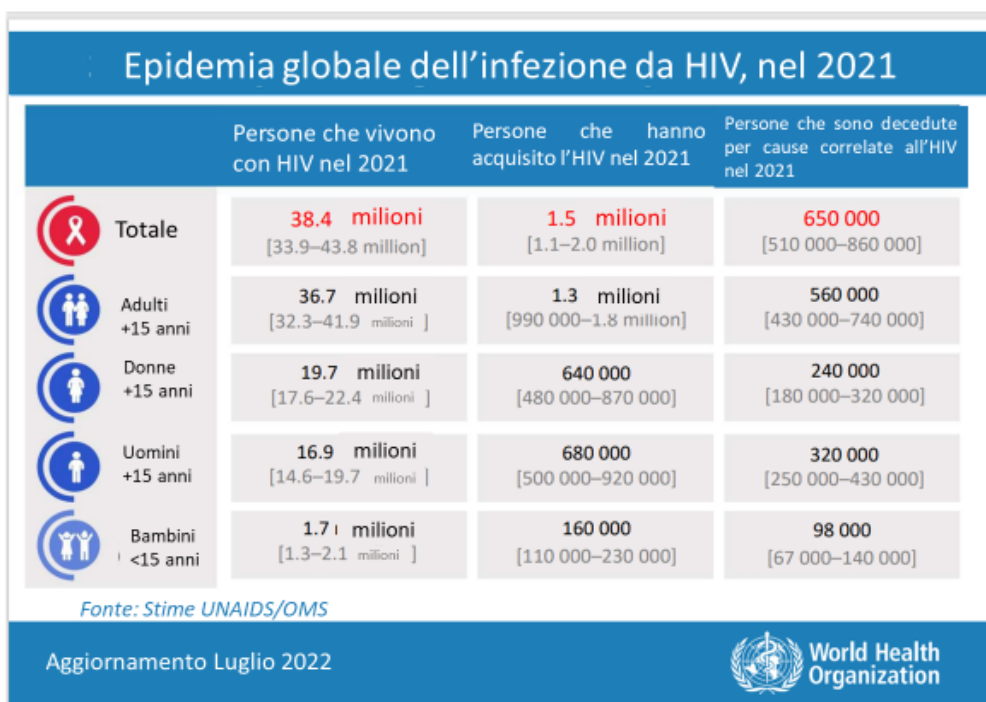 Epidemia globale dell'infezione da HIV, nel 2021
Persone che vivono
con HIV nel 2021
Persone che hanno
acquisito l'HIV nel 2021
Persone che sono decedute
per cause correlate all'HIV
nel 2021
Totale
38.4 milioni
[33.9–43.8 million]
1.5 milioni
[1.1–2.0 million]
650 000
[510 000–860 000]
Adulti
+15 anni
36.7 milioni
[32.3–41.9 milioni ]
1.3 milioni
[990 000–1.8 million]
560 000
[430 000–740 000]
Donne
+15 anni
19.7 milioni
[17.6–22.4 milioni ]
640 000
[480 000–870 000]
240 000
[180 000–320 000]
Uomini
+15 anni
16.9 milioni
[14.6–19.7 milioni ]
680 000
[500 000–920 000]
320 000
[250 000–430 000]
Bambini
<15 anni
1.7 milioni
[1.3–2.1 milioni ]
160 000
[110 000–230 000]
98 000
[67 000–140 000]
Fonte: Stime UNAIDS/OMS
Aggiornamento Luglio 2022
World Health
Organization